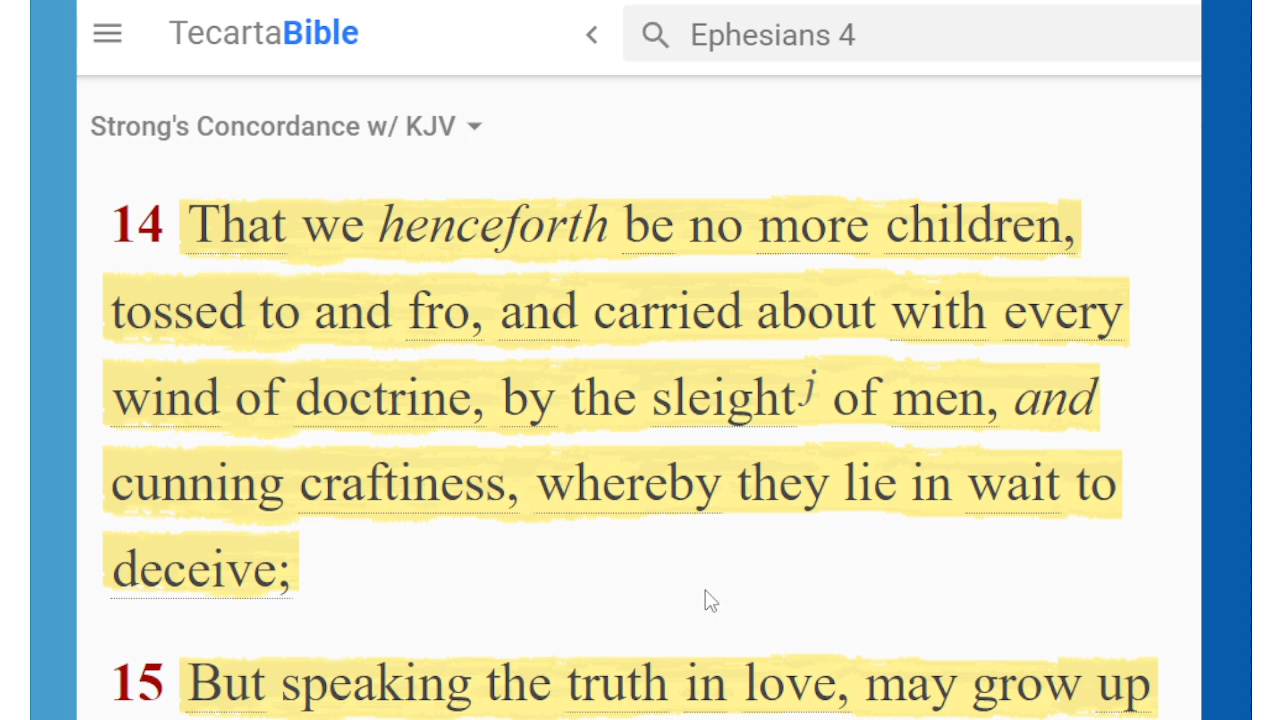 TecartaBible
Ephesians 4
Strong's Concordance w/ KJV
14 That we henceforth be no more children,
tossed to and fro, and carried about with every
wind of doctrine, by the sleight j of men, and
cunning craftiness, whereby they lie in wait to
deceive;
15 But speaking the truth in love, may grow up